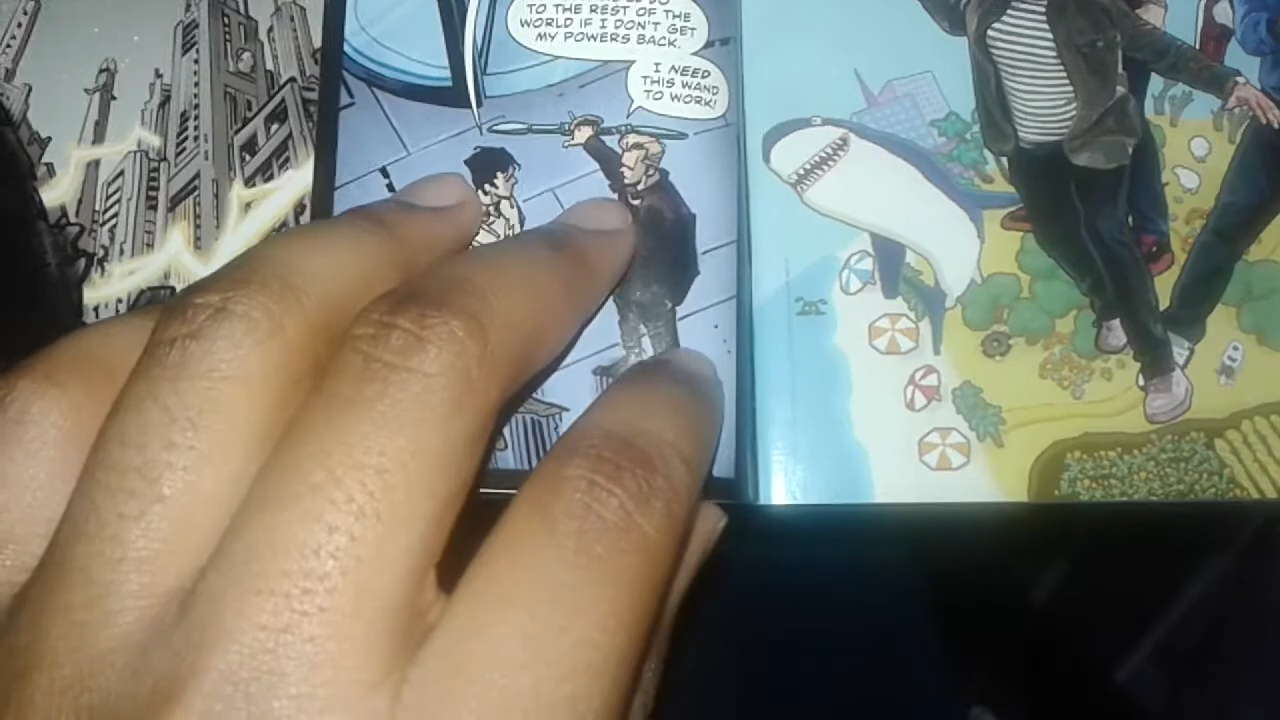 TO THE REST OF THE
WORLD IF I DON'T GET
MY POWERS BACK.
I NEED
THIS WAND
TO WORK!